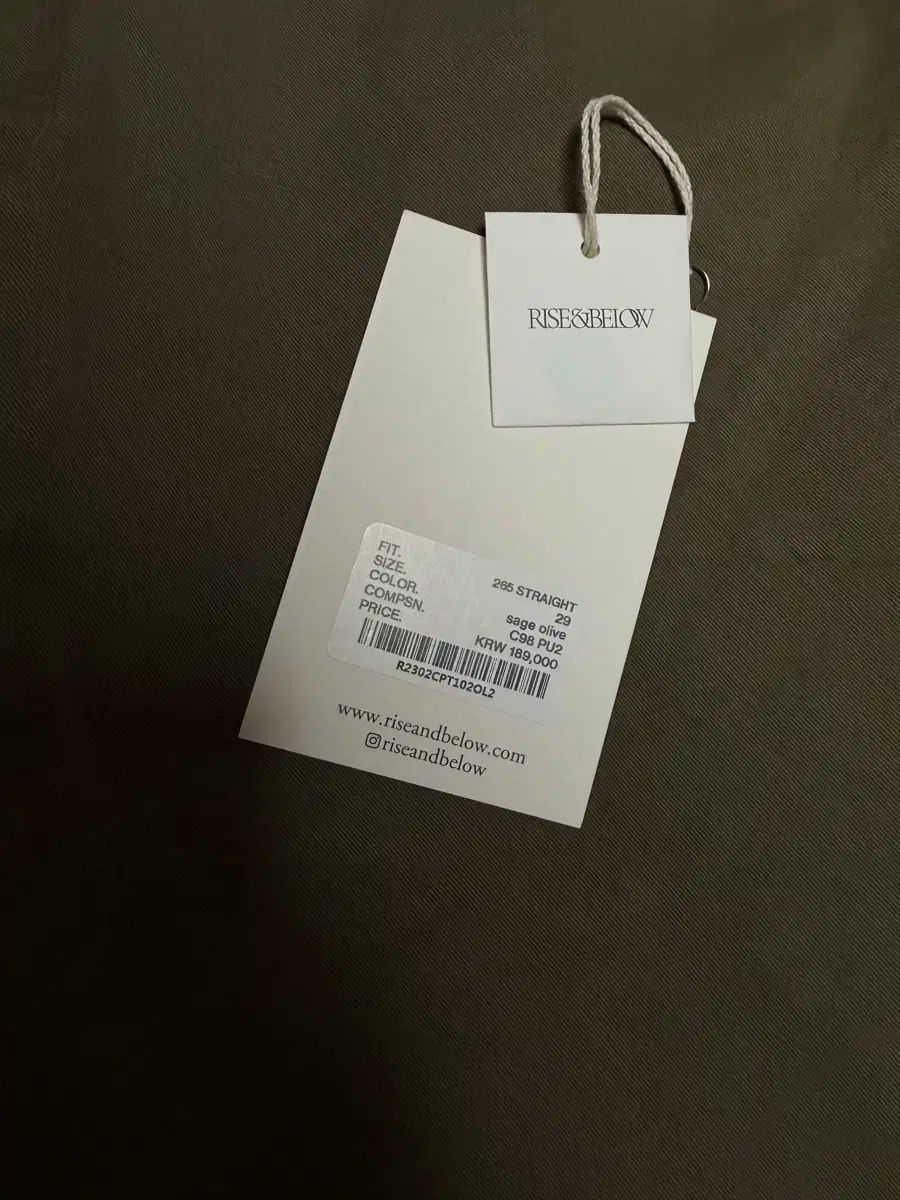 RISE&BELOW
FIT. 265 STRAIGHT
SIZE. 29
COLOR. sage olive
COMPSN. C98 PU2
PRICE. KRW 189,000
R2302CPT102OL2
www.riseandbelow.com
riseandbelow